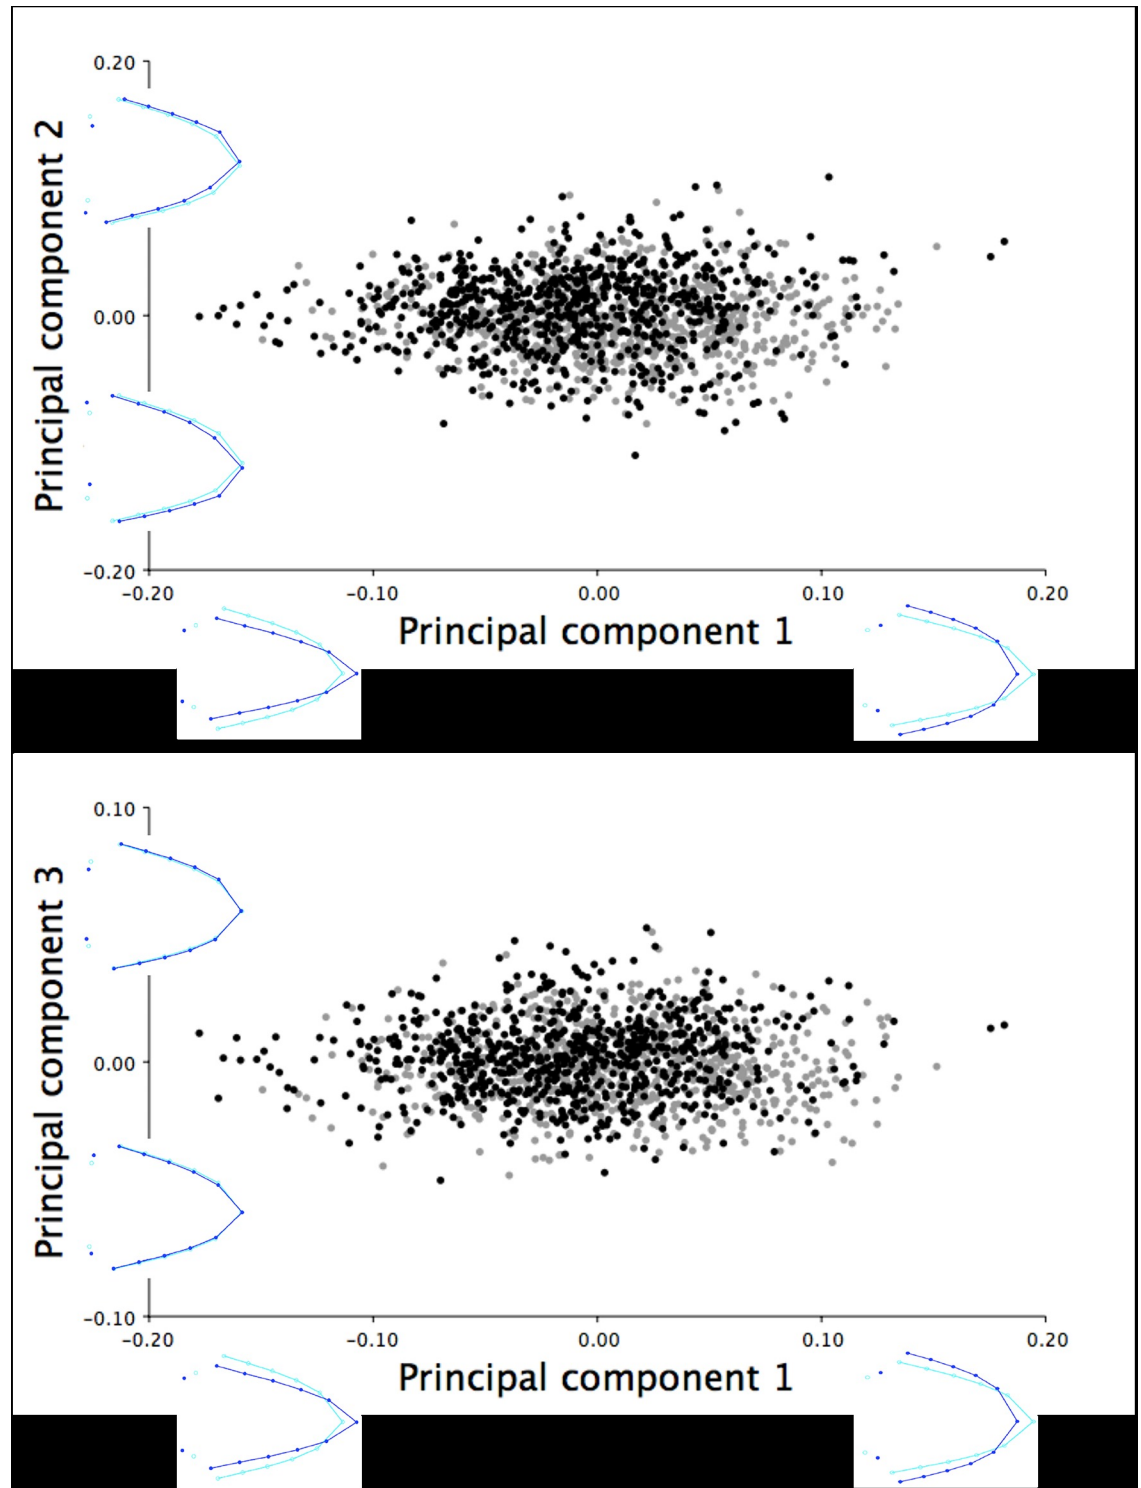 0.20
Principal component 2
0.00
−0.20
−0.20 −0.10 0.00 0.10 0.20
Principal component 1
0.10
Principal component 3
0.00
−0.10
−0.20 −0.10 0.00 0.10 0.20
Principal component 1